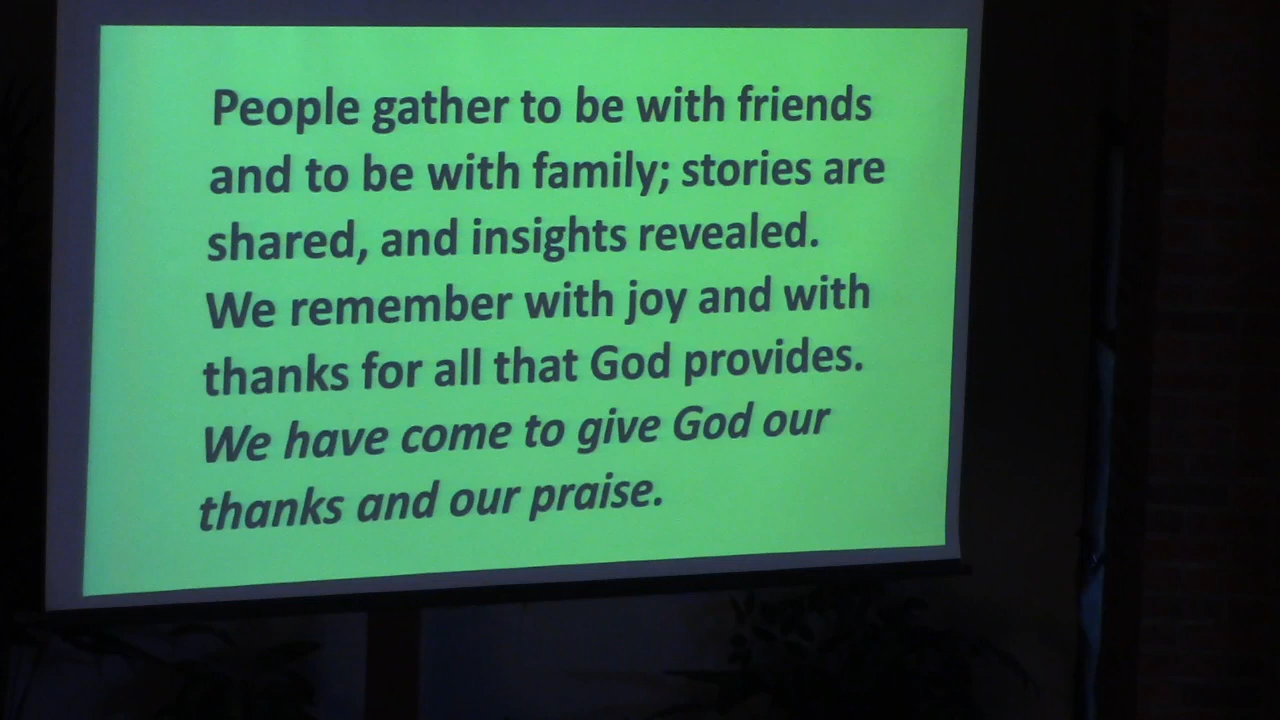 People gather to be with friends
and to be with family; stories are
shared, and insights revealed.
We remember with joy and with
thanks for all that God provides.
We have come to give God our
thanks and our praise.